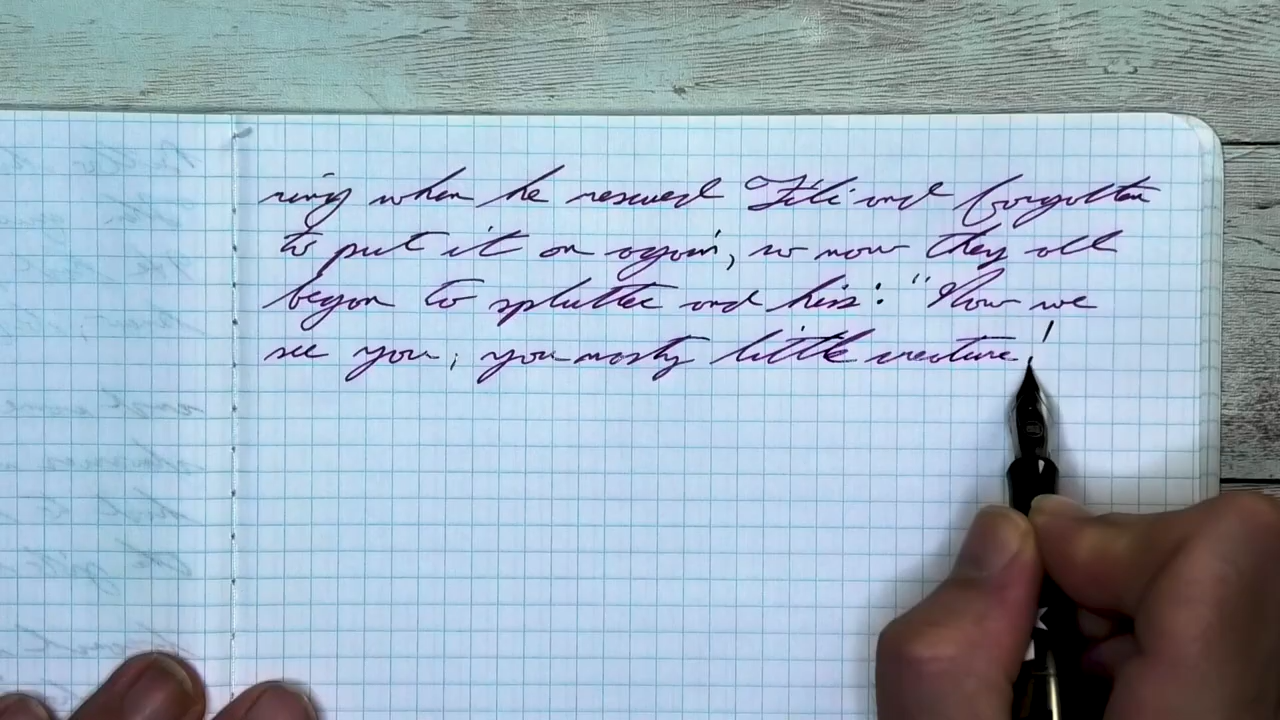 ring when he rescued Fili and forgotten
to put it on again, so now they all
began to splutter and hiss: "Now we
see you, you nasty little creature!